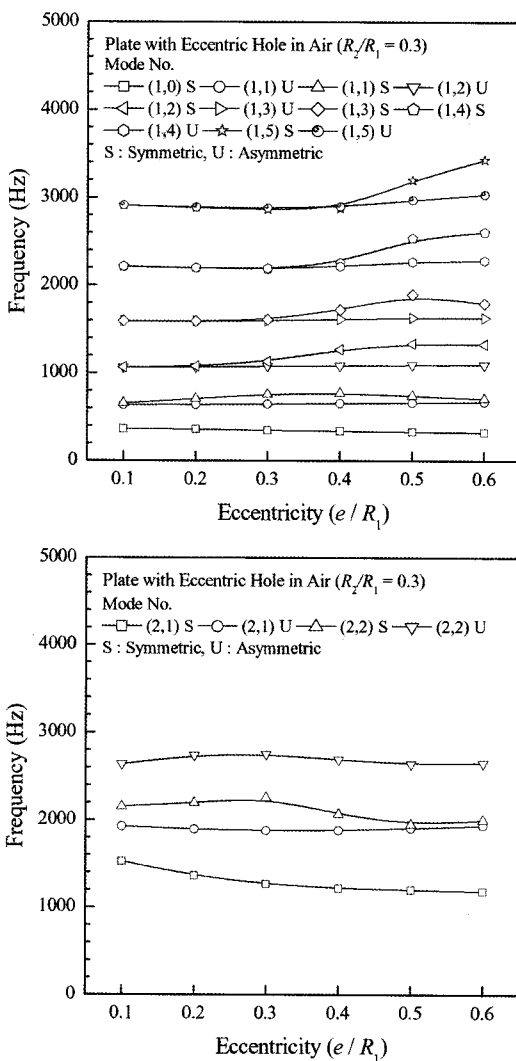 5000
Plate with Eccentric Hole in Air (R₂/R₁ = 0.3)
Mode No.
(1,0) S (1,1) U (1,1) S (1,2) U
(1,2) S (1,3) U (1,3) S (1,4) S
(1,4) U (1,5) S (1,5) U
S : Symmetric, U : Asymmetric
4000
3000
2000
1000
0
Frequency (Hz)
0.1 0.2 0.3 0.4 0.5 0.6
Eccentricity (e / R₁)
5000
Plate with Eccentric Hole in Air (R₂/R₁ = 0.3)
Mode No.
(2,1) S (2,1) U (2,2) S (2,2) U
S : Symmetric, U : Asymmetric
4000
3000
2000
1000
0
Frequency (Hz)
0.1 0.2 0.3 0.4 0.5 0.6
Eccentricity (e / R₁)